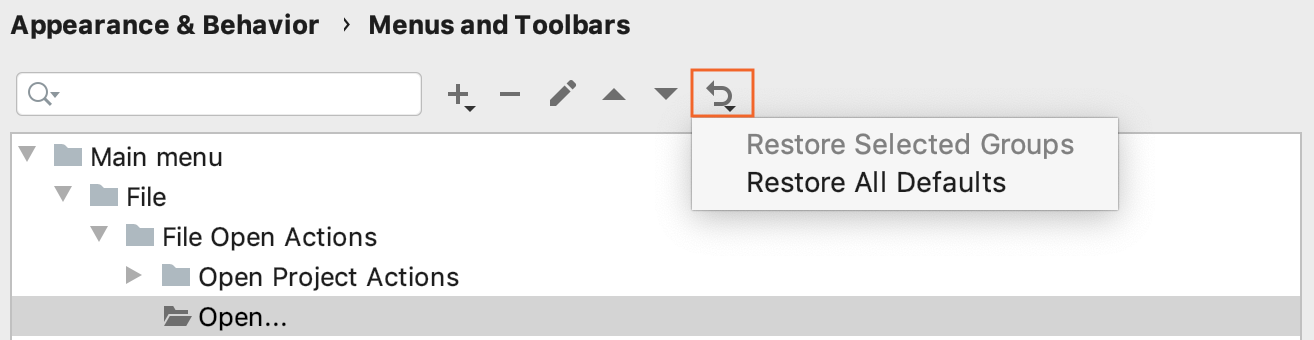 Appearance & Behavior › Menus and Toolbars
Restore Selected Groups
Restore All Defaults
Main menu
File
File Open Actions
Open Project Actions
Open...